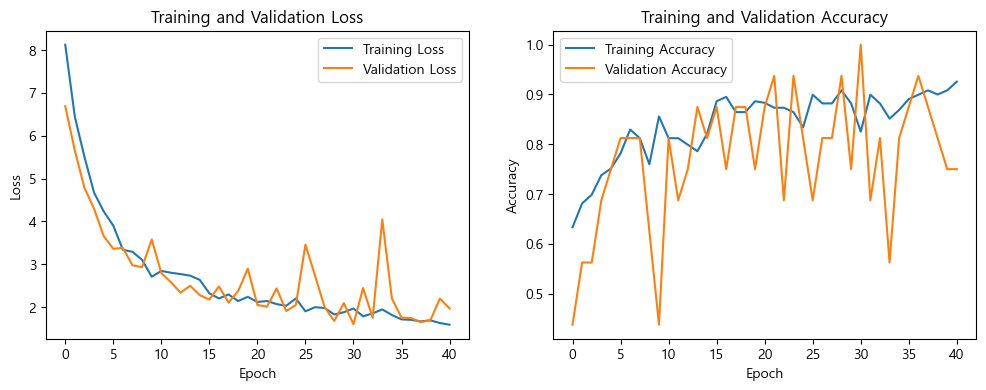 Training and Validation Loss
Training Loss
Validation Loss
8
7
6
5
4
3
2
Loss
0 5 10 15 20 25 30 35 40
Epoch
Training and Validation Accuracy
Training Accuracy
Validation Accuracy
1.0
0.9
0.8
0.7
0.6
0.5
Accuracy
0 5 10 15 20 25 30 35 40
Epoch